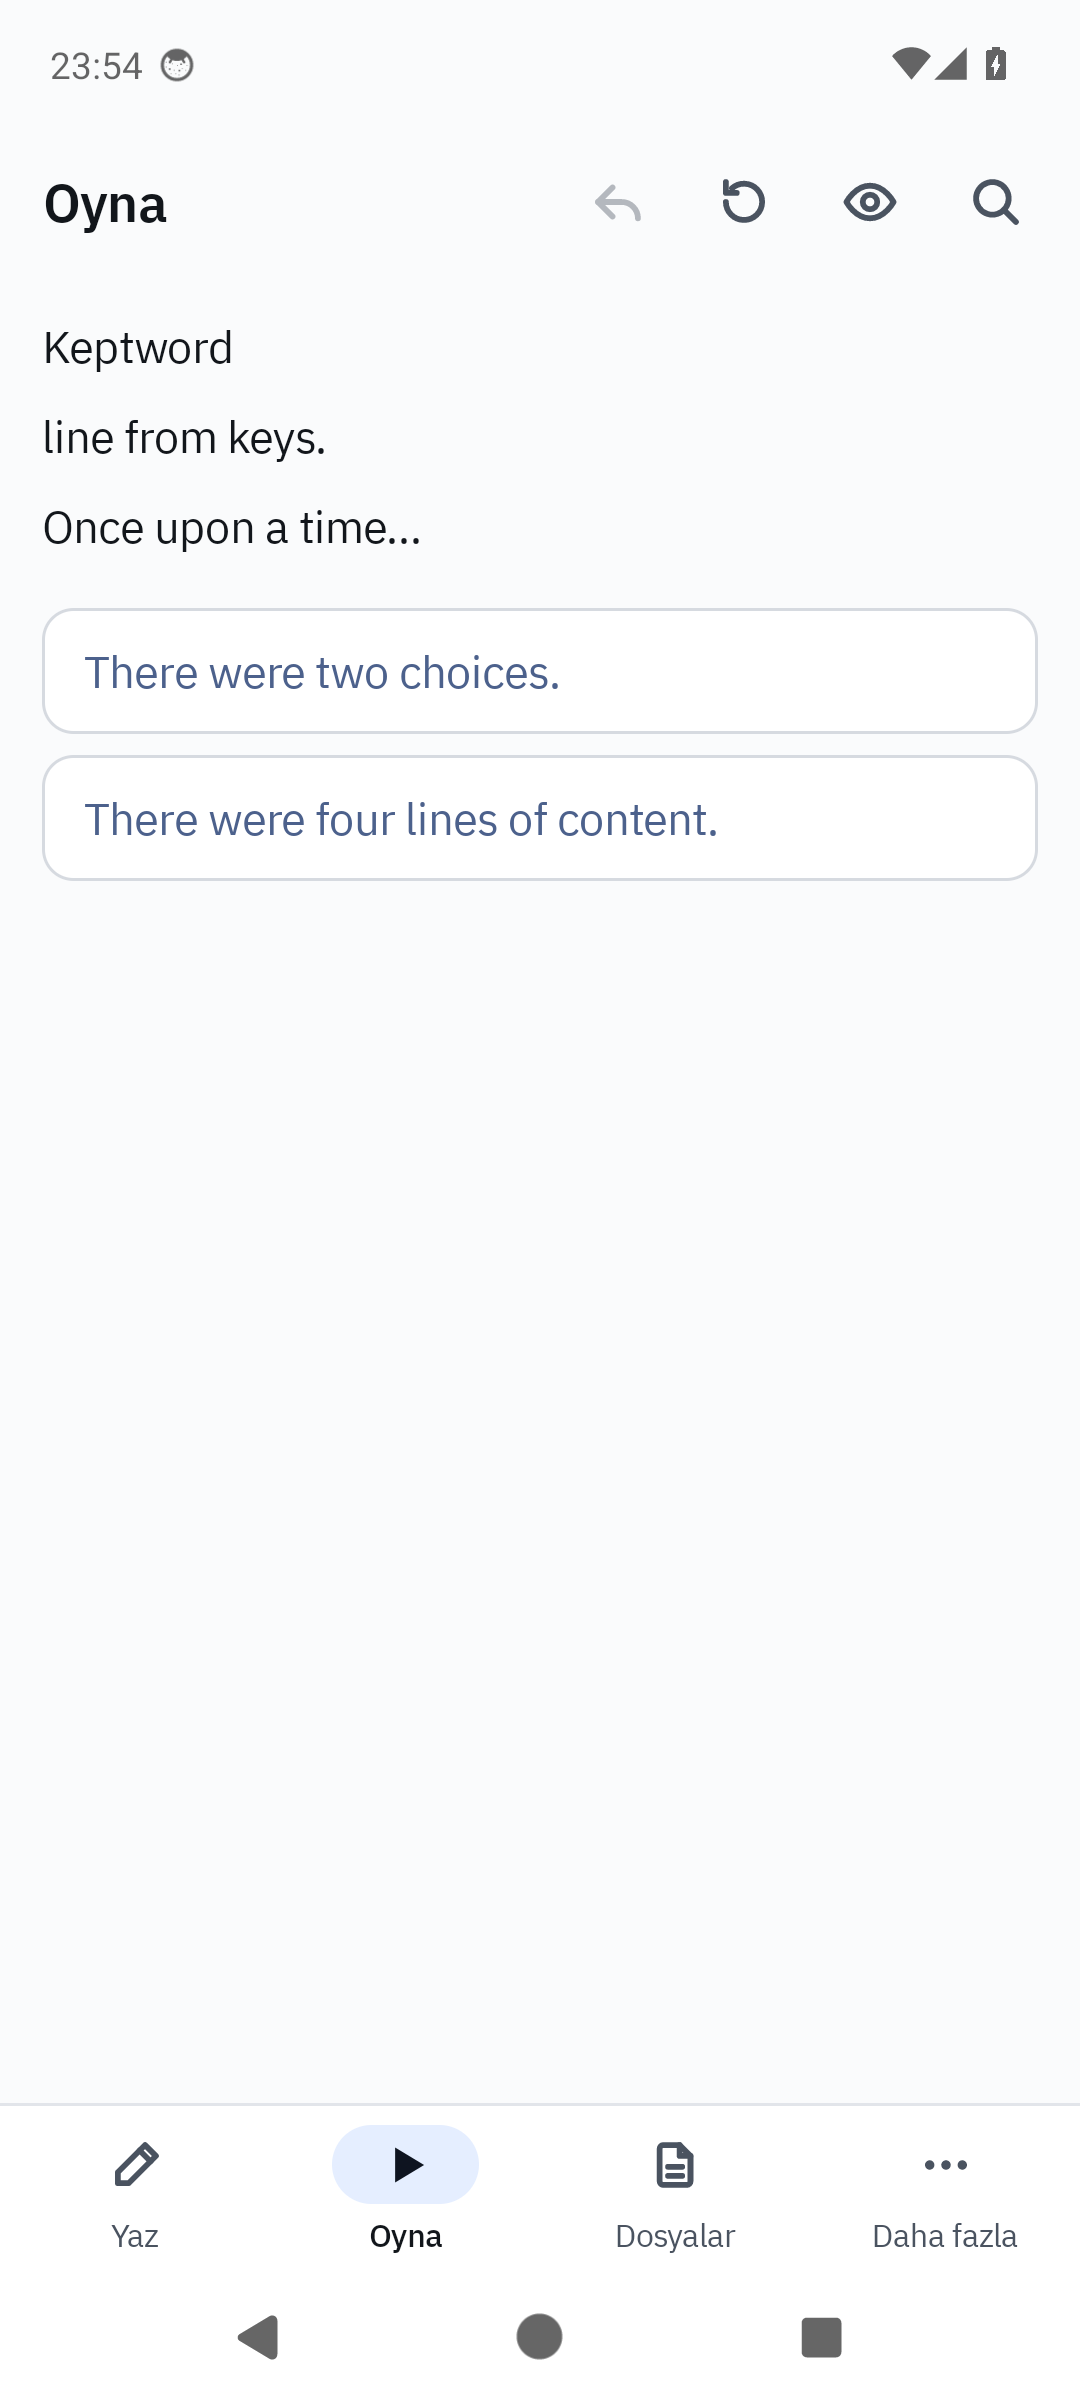 23:54
Oyna
Keptword
line from keys.
Once upon a time...
There were two choices.
There were four lines of content.
Yaz
Oyna
Dosyalar
Daha fazla